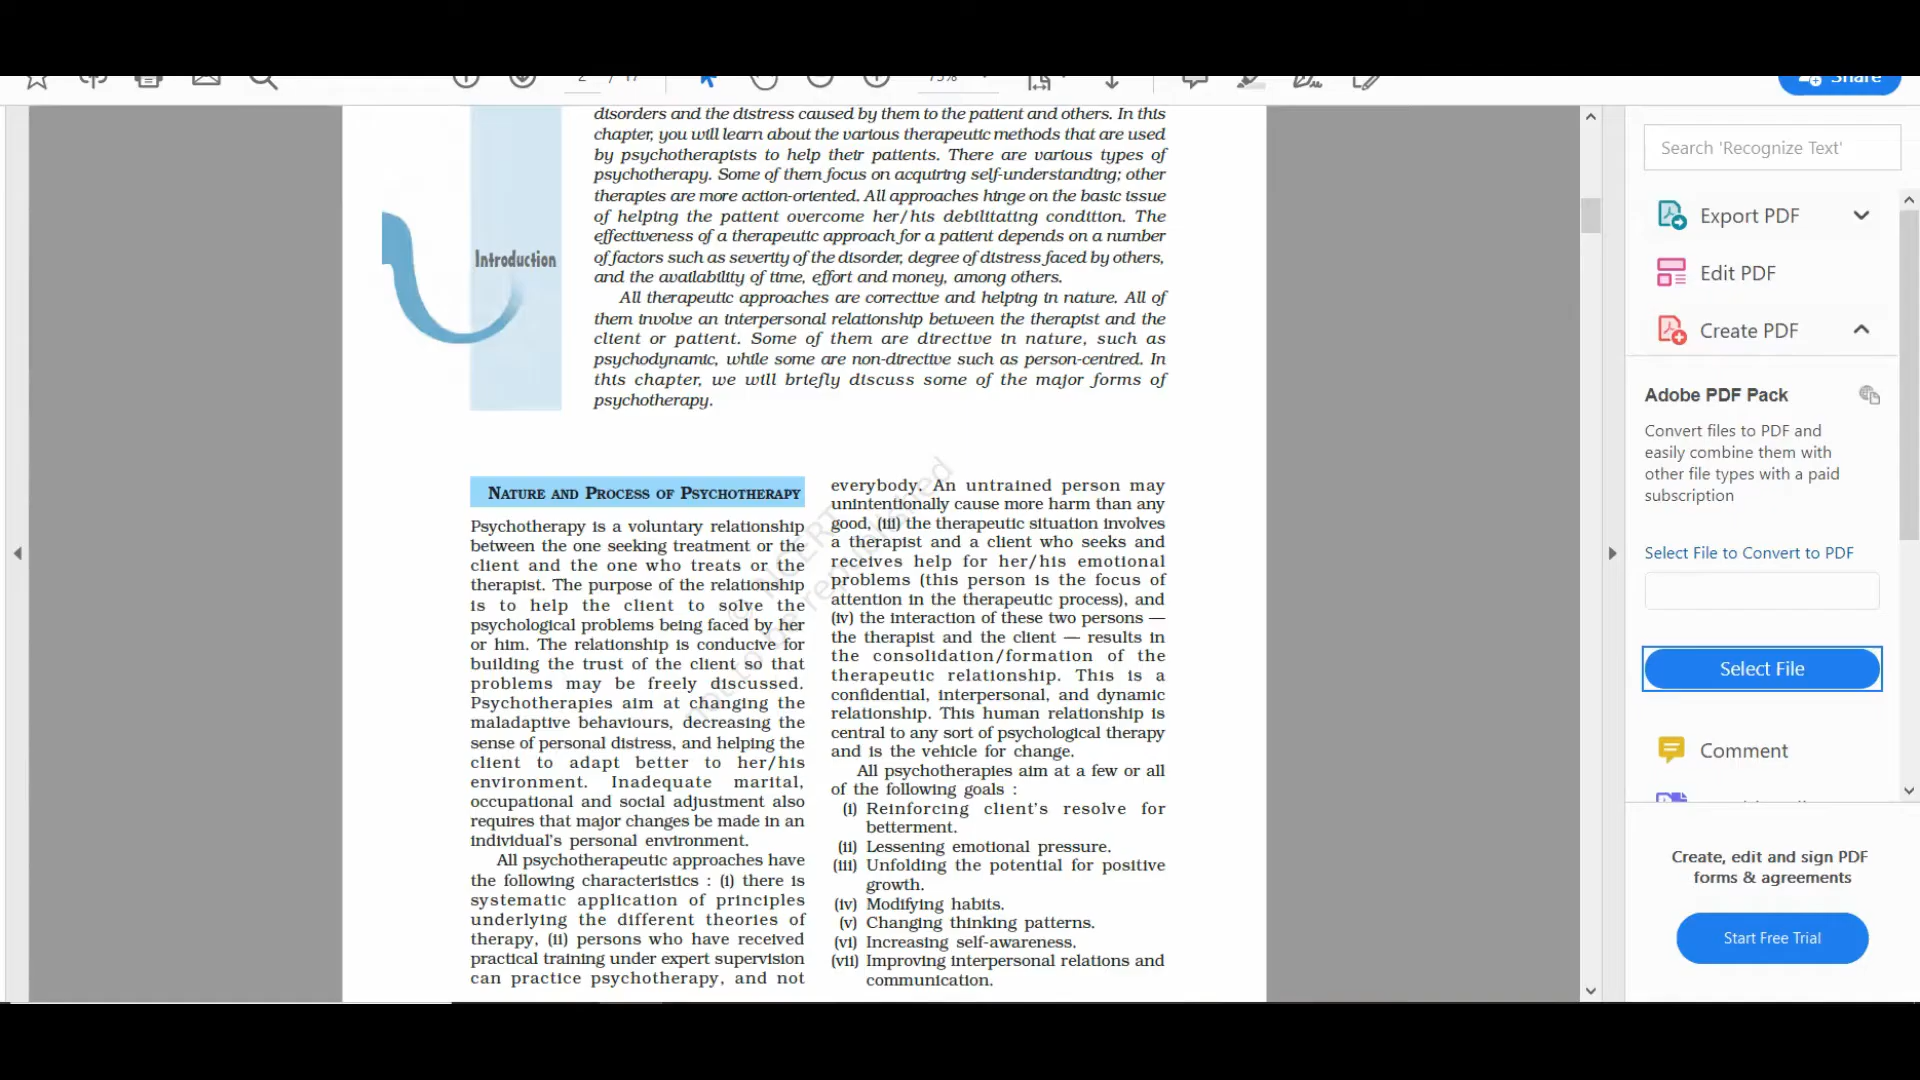 2 / 17
75%
Share
disorders and the distress caused by them to the patient and others. In this
chapter, you will learn about the various therapeutic methods that are used
by psychotherapists to help their patients. There are various types of
psychotherapy. Some of them focus on acquiring self-understanding; other
therapies are more action-oriented. All approaches hinge on the basic issue
of helping the patient overcome her/his debilitating condition. The
effectiveness of a therapeutic approach for a patient depends on a number
of factors such as severity of the disorder, degree of distress faced by others,
and the availability of time, effort and money, among others.
All therapeutic approaches are corrective and helping in nature. All of
them involve an interpersonal relationship between the therapist and the
client or patient. Some of them are directive in nature, such as
psychodynamic, while some are non-directive such as person-centred. In
this chapter, we will briefly discuss some of the major forms of
psychotherapy.
Introduction
NATURE AND PROCESS OF PSYCHOTHERAPY
Psychotherapy is a voluntary relationship
between the one seeking treatment or the
client and the one who treats or the
therapist. The purpose of the relationship
is to help the client to solve the
psychological problems being faced by her
or him. The relationship is conducive for
building the trust of the client so that
problems may be freely discussed.
Psychotherapies aim at changing the
maladaptive behaviours, decreasing the
sense of personal distress, and helping the
client to adapt better to her/his
environment. Inadequate marital,
occupational and social adjustment also
requires that major changes be made in an
individual's personal environment.
All psychotherapeutic approaches have
the following characteristics : (i) there is
systematic application of principles
underlying the different theories of
therapy, (ii) persons who have received
practical training under expert supervision
can practice psychotherapy, and not
everybody. An untrained person may
unintentionally cause more harm than any
good, (iii) the therapeutic situation involves
a therapist and a client who seeks and
receives help for her/his emotional
problems (this person is the focus of
attention in the therapeutic process), and
(iv) the interaction of these two persons —
the therapist and the client — results in
the consolidation/formation of the
therapeutic relationship. This is a
confidential, interpersonal, and dynamic
relationship. This human relationship is
central to any sort of psychological therapy
and is the vehicle for change.
All psychotherapies aim at a few or all
of the following goals :
(i) Reinforcing client's resolve for
betterment.
(ii) Lessening emotional pressure.
(iii) Unfolding the potential for positive
growth.
(iv) Modifying habits.
(v) Changing thinking patterns.
(vi) Increasing self-awareness.
(vii) Improving interpersonal relations and
communication.
© NCERT
not to be republished
Search 'Recognize Text'
Export PDF
Edit PDF
Create PDF
Adobe PDF Pack
Convert files to PDF and
easily combine them with
other file types with a paid
subscription
Select File to Convert to PDF
Select File
Comment
Create, edit and sign PDF
forms & agreements
Start Free Trial